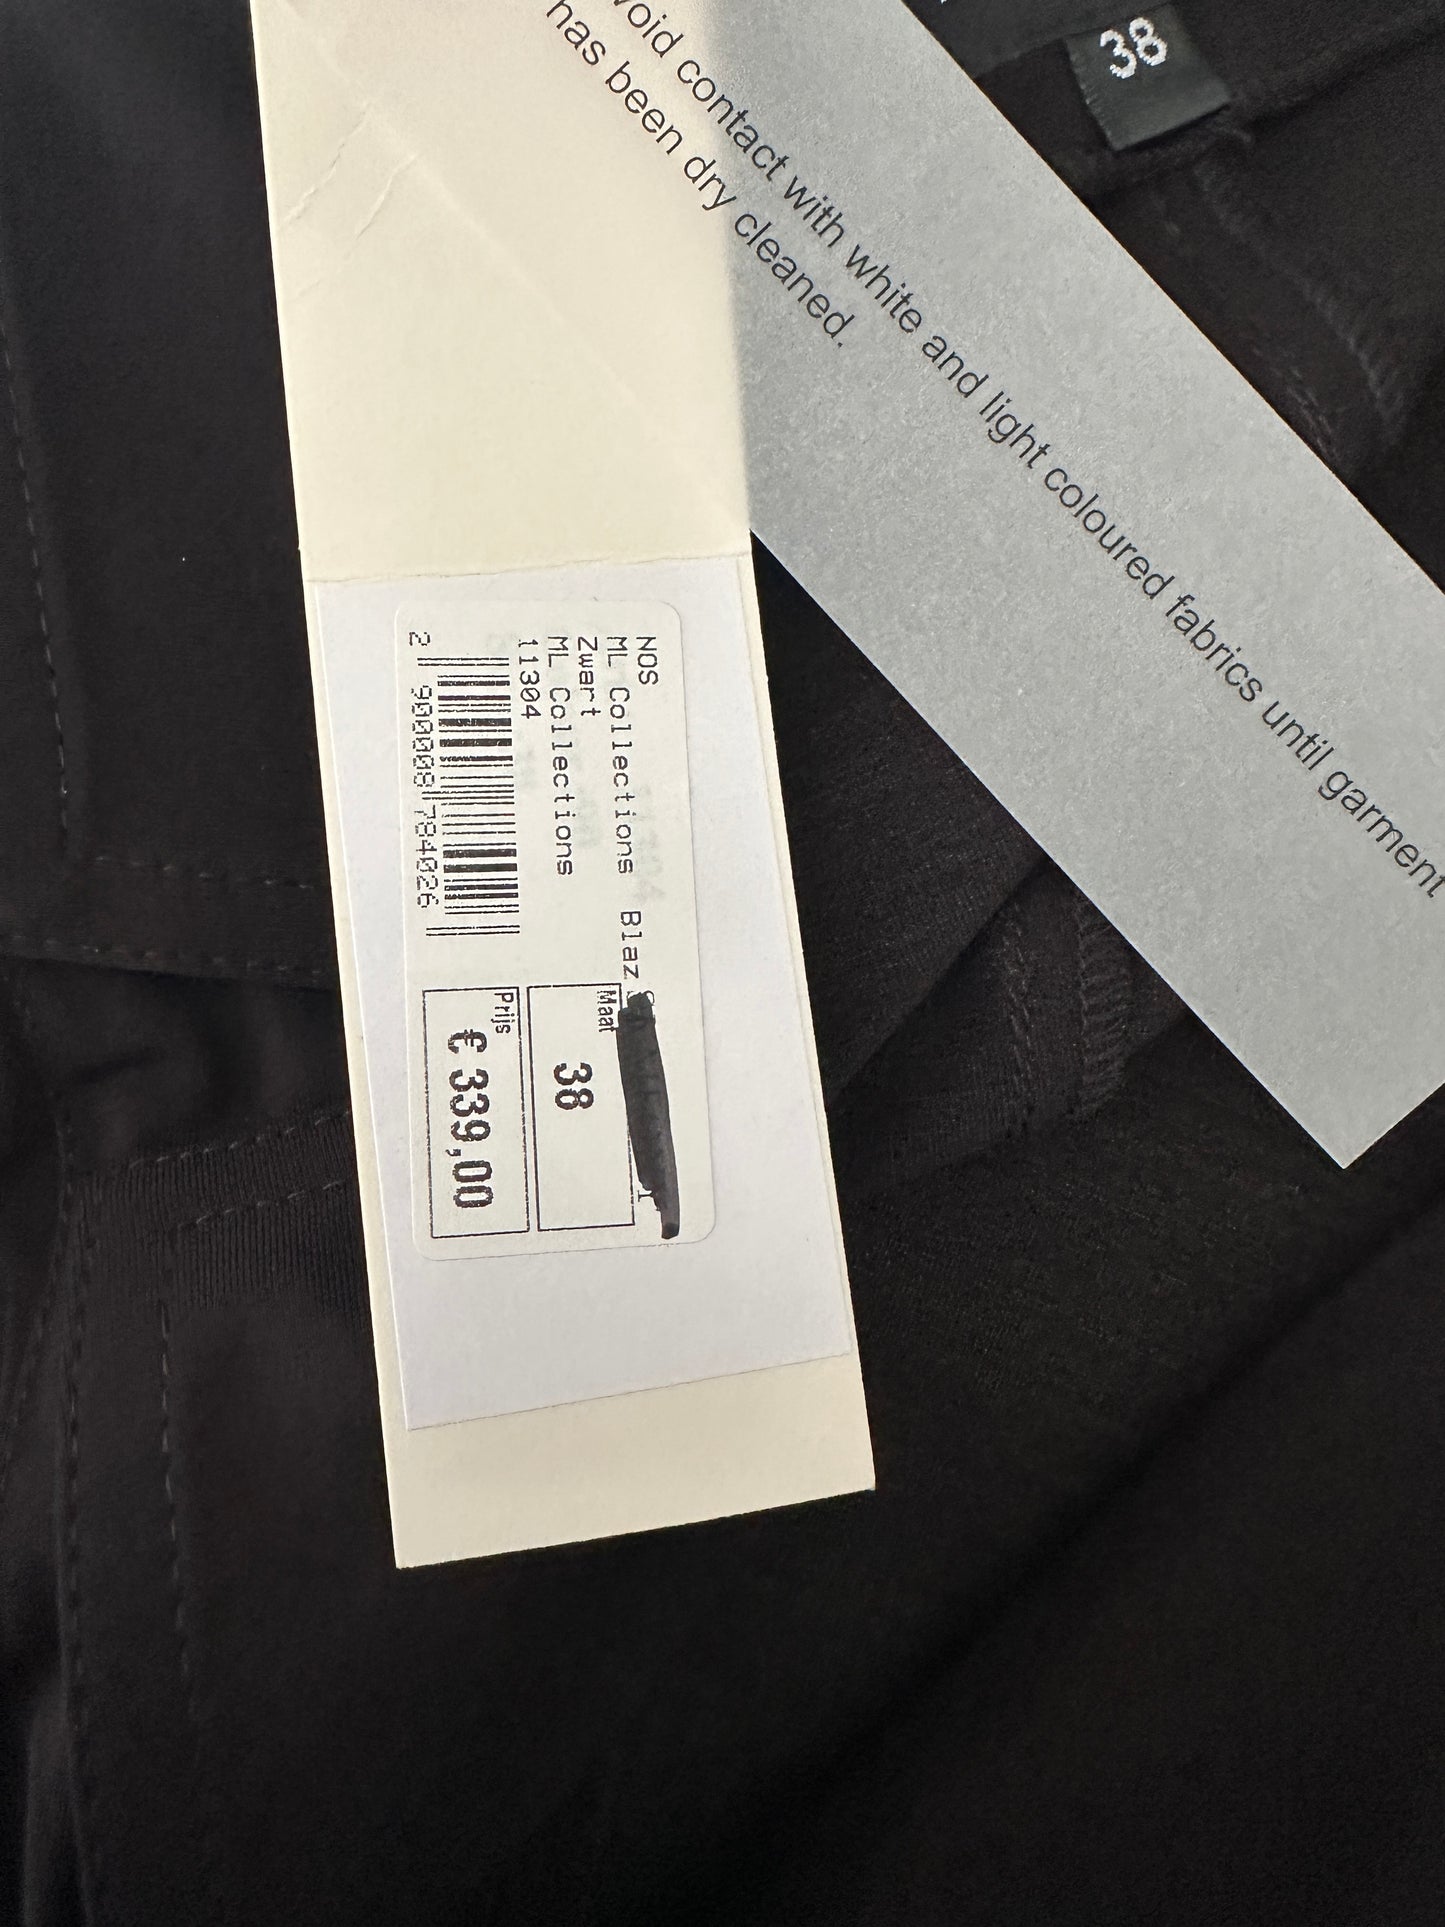 38
void contact with white and light coloured fabrics until garment
has been dry cleaned.
NOS
ML Collections Blaz
Zwart
ML Collections
11304
2 900008 784026
Maat
38
Prijs
€ 339,00